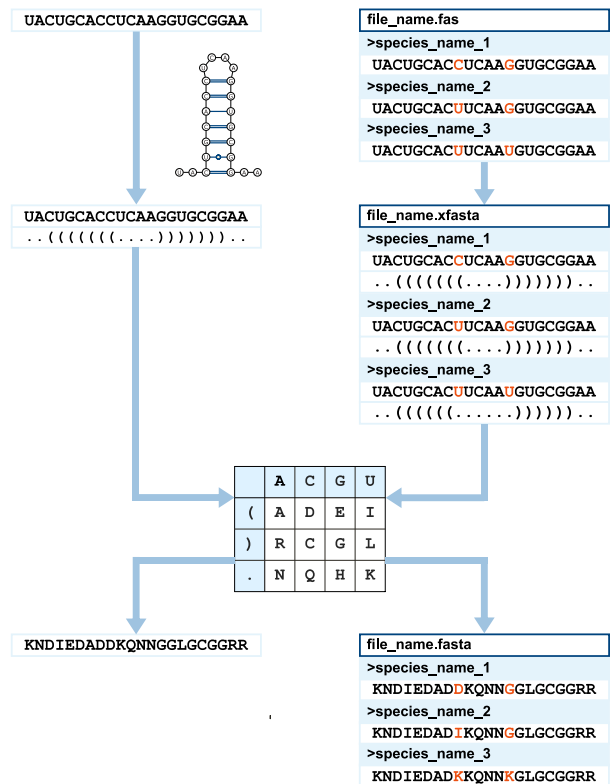 UACUGCACCUCAAGGUGCGGAA
C A
U A
C G
C G
A U
C G
G C
U G
U A C G A A
UACUGCACCUCAAGGUGCGGAA
..(((((((....)))))))..
file_name.fas
>species_name_1
UACUGCACCUCAAGGUGCGGAA
>species_name_2
UACUGCACUUCAAGGUGCGGAA
>species_name_3
UACUGCACUUCAAUGUGCGGAA
file_name.xfasta
>species_name_1
UACUGCACCUCAAGGUGCGGAA
..(((((((....)))))))..
>species_name_2
UACUGCACUUCAAGGUGCGGAA
..(((((((....)))))))..
>species_name_3
UACUGCACUUCAAUGUGCGGAA
..((((((......))))))..
A C G U
( A D E I
) R C G L
. N Q H K
KNDIEDADDKQNNGGLGCGGRR
file_name.fasta
>species_name_1
KNDIEDADDKQNNGGLGCGGRR
>species_name_2
KNDIEDADIKQNNGGLGCGGRR
>species_name_3
KNDIEDADKKQNNKGLGCGGRR